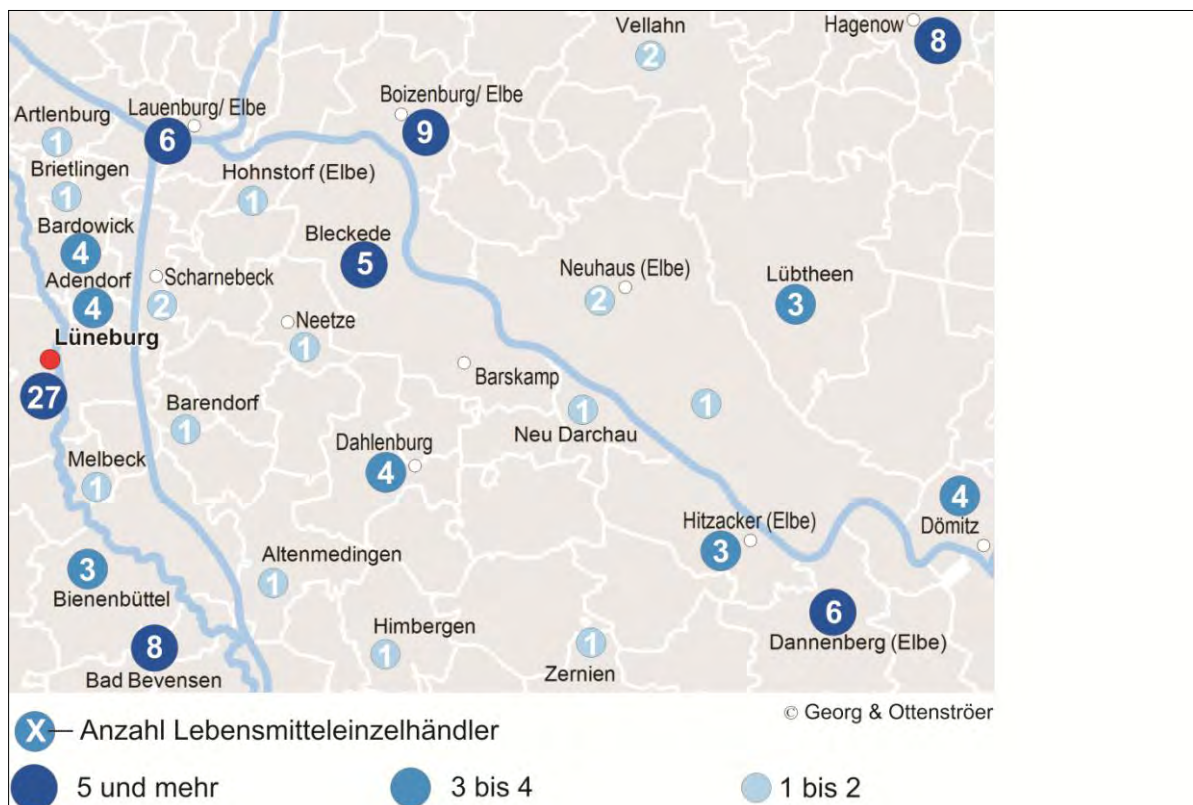 Vellahn
2
Hagenow
8
Lauenburg/ Elbe
6
Boizenburg/ Elbe
9
Artlenburg
1
Brietlingen
1
Hohnstorf (Elbe)
1
Bardowick
4
Bleckede
5
Adendorf
4
Scharnebeck
2
Neuhaus (Elbe)
2
Lübtheen
3
Neetze
1
Lüneburg
27
Barskamp
Barendorf
1
1
Neu Darchau
1
Dahlenburg
4
Melbeck
1
4
Dömitz
Hitzacker (Elbe)
3
Altenmedingen
1
3
Bienenbüttel
6
Dannenberg (Elbe)
Himbergen
1
1
Zernien
8
Bad Bevensen
© Georg & Ottenströer
X Anzahl Lebensmitteleinzelhändler
5 und mehr
3 bis 4
1 bis 2